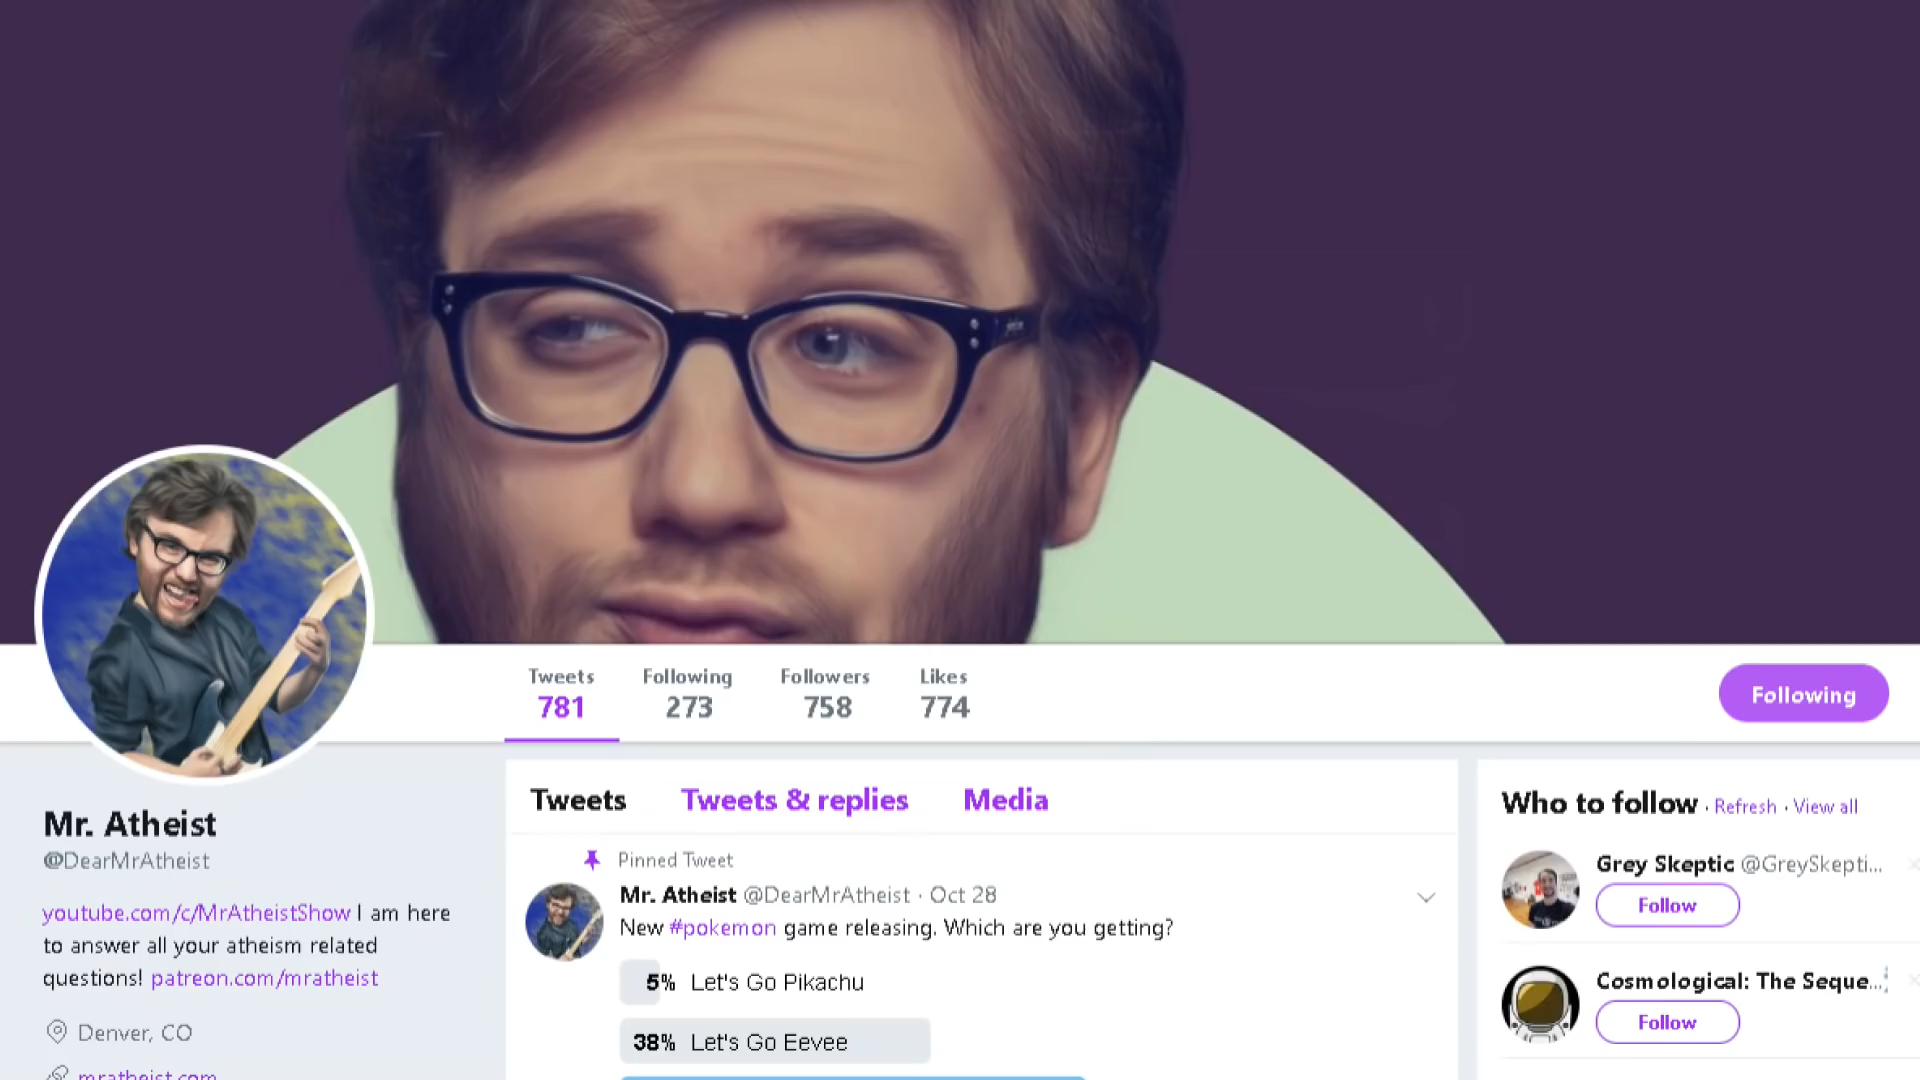 Tweets Following Followers Likes
781 273 758 774
Following
Mr. Atheist
@DearMrAtheist
youtube.com/c/MrAtheistShow I am here
to answer all your atheism related
questions! patreon.com/mratheist
Denver, CO
mratheist.com
Tweets Tweets & replies Media
Pinned Tweet
Mr. Atheist @DearMrAtheist · Oct 28
New #pokemon game releasing. Which are you getting?
5% Let's Go Pikachu
38% Let's Go Eevee
Who to follow · Refresh · View all
Grey Skeptic @GreySkepti...
Follow
Cosmological: The Seque...
Follow